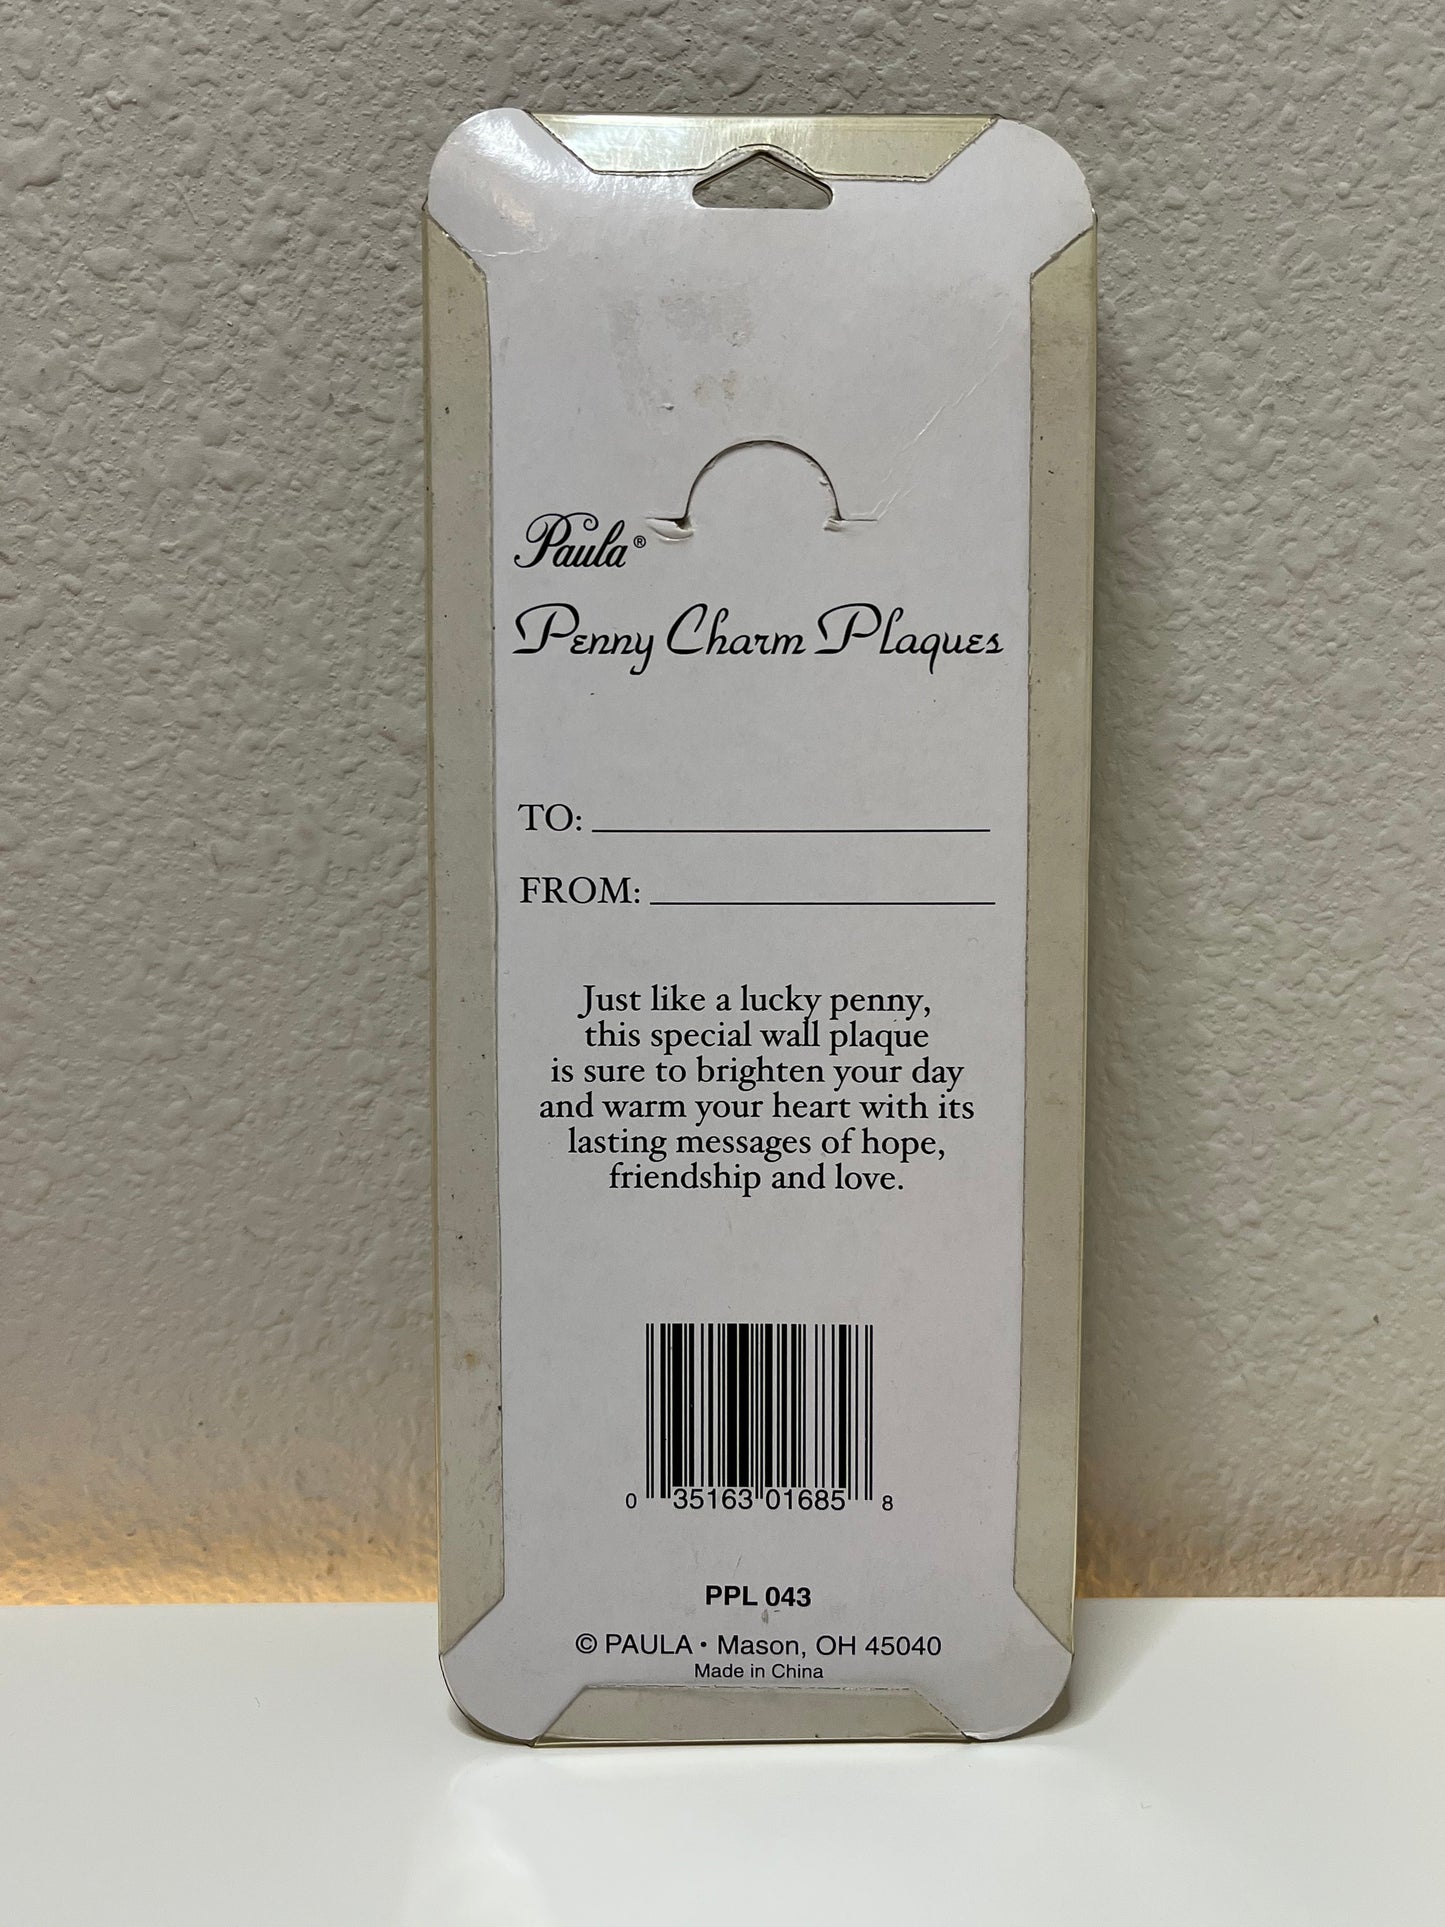 Paula®
Penny Charm Plaques
TO:
FROM:
Just like a lucky penny,
this special wall plaque
is sure to brighten your day
and warm your heart with its
lasting messages of hope,
friendship and love.
0 35163 01685 8
PPL 043
© PAULA • Mason, OH 45040
Made in China